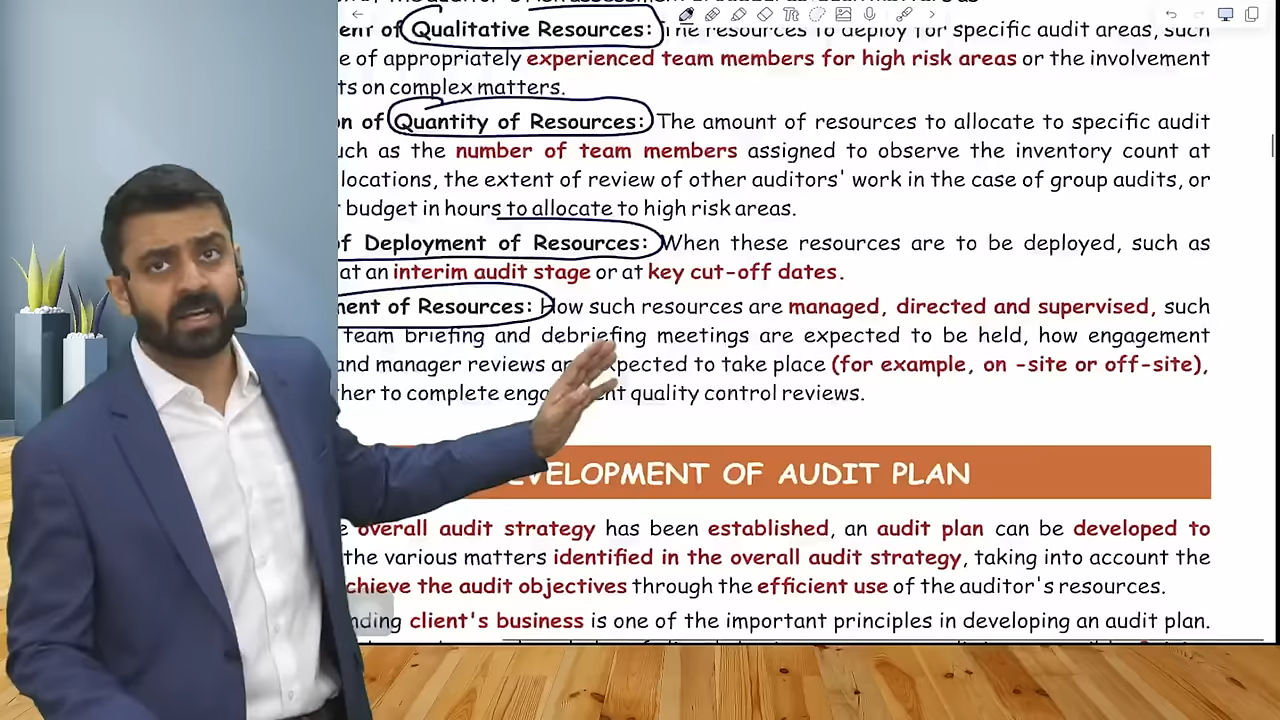 ent of Qualitative Resources: The resources to deploy for specific audit areas, such
e of appropriately experienced team members for high risk areas or the involvement
ts on complex matters.
on of Quantity of Resources: The amount of resources to allocate to specific audit
uch as the number of team members assigned to observe the inventory count at
locations, the extent of review of other auditors' work in the case of group audits, or
budget in hours to allocate to high risk areas.
of Deployment of Resources: When these resources are to be deployed, such as
at an interim audit stage or at key cut-off dates.
ment of Resources: How such resources are managed, directed and supervised, such
team briefing and debriefing meetings are expected to be held, how engagement
and manager reviews are expected to take place (for example, on -site or off-site),
her to complete engagement quality control reviews.
EVELOPMENT OF AUDIT PLAN
e overall audit strategy has been established, an audit plan can be developed to
the various matters identified in the overall audit strategy, taking into account the
chieve the audit objectives through the efficient use of the auditor's resources.
nding client's business is one of the important principles in developing an audit plan.